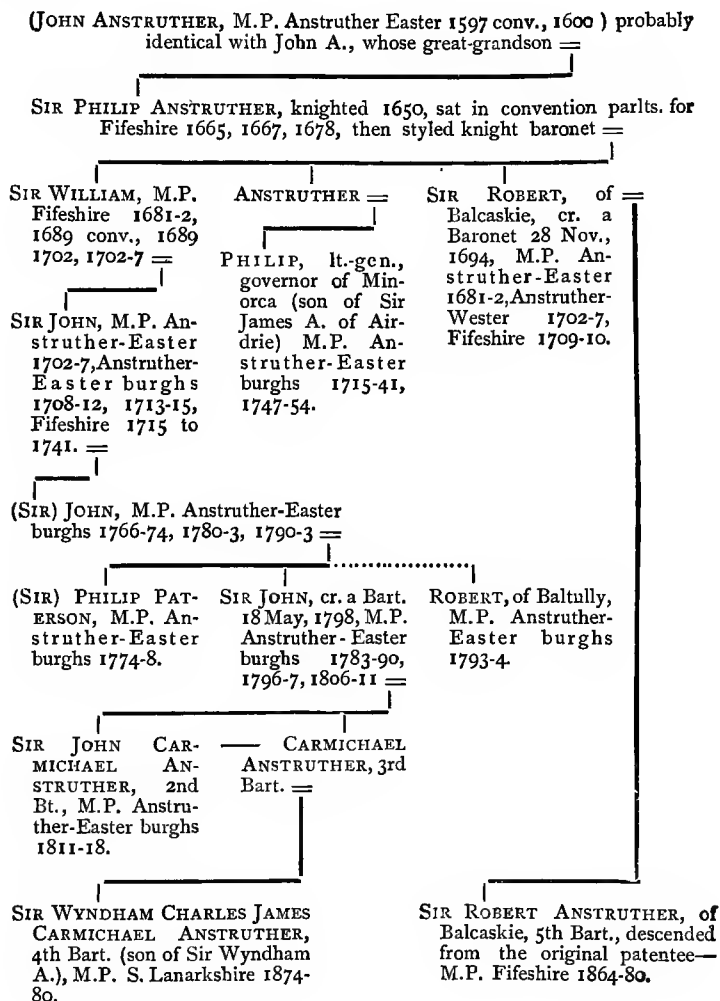 (JOHN ANSTRUTHER, M.P. Anstruther Easter 1597 conv., 1600 ) probably
identical with John A., whose great-grandson =
SIR PHILIP ANSTRUTHER, knighted 1650, sat in convention parlts. for
Fifeshire 1665, 1667, 1678, then styled knight baronet =
SIR WILLIAM, M.P.
Fifeshire 1681-2,
1689 conv., 1689
1702, 1702-7 =
ANSTRUTHER =
PHILIP, lt.-gen.,
governor of Min-
orca (son of Sir
James A. of Air-
drie) M.P. An-
struther-Easter
burghs 1715-41,
1747-54.
SIR ROBERT, of =
Balcaskie, cr. a
Baronet 28 Nov.,
1694, M.P. An-
struther-Easter
1681-2,Anstruther-
Wester 1702-7,
Fifeshire 1709-10.
SIR JOHN, M.P. An-
struther-Easter
1702-7,Anstruther-
Easter burghs
1708-12, 1713-15,
Fifeshire 1715 to
1741. =
(SIR) JOHN, M.P. Anstruther-Easter
burghs 1766-74, 1780-3, 1790-3 =
(SIR) PHILIP PAT-
ERSON, M.P. An-
struther-Easter
burghs 1774-8.
SIR JOHN, cr. a Bart.
18 May, 1798, M.P.
Anstruther-Easter
burghs 1783-90,
1796-7, 1806-11 =
ROBERT, of Baltully,
M.P. Anstruther-
Easter burghs
1793-4.
SIR JOHN CAR-
MICHAEL AN-
STRUTHER, 2nd
Bt., M.P. Anstru-
ther-Easter burghs
1811-18.
— CARMICHAEL
ANSTRUTHER, 3rd
Bart. =
SIR WYNDHAM CHARLES JAMES
CARMICHAEL ANSTRUTHER,
4th Bart. (son of Sir Wyndham
A.), M.P. S. Lanarkshire 1874-
80.
SIR ROBERT ANSTRUTHER, of
Balcaskie, 5th Bart., descended
from the original patentee—
M.P. Fifeshire 1864-80.